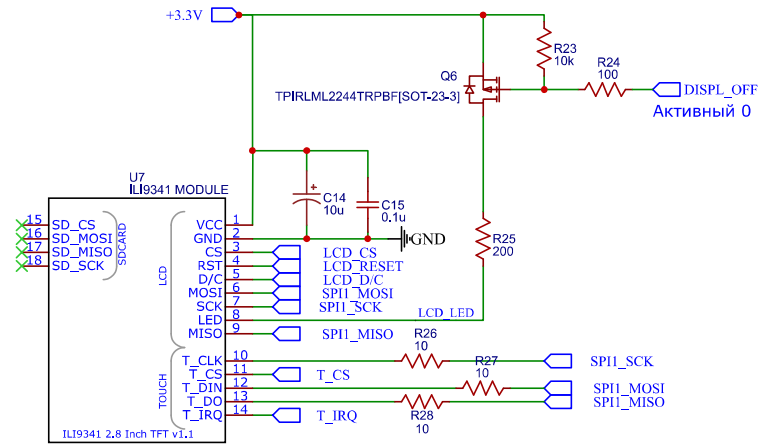 +3.3V
R23
10k
R24
100
DISPL_OFF
Активный 0
Q6
TPIRLML2244TRPBF[SOT-23-3]
U7
ILI9341 MODULE
C14
10u
C15
0.1u
GND
R25
200
15 SD_CS
16 SD_MOSI
17 SD_MISO
18 SD_SCK
SDCARD
LCD
VCC 1
GND 2
CS 3 LCD_CS
RST 4 LCD_RESET
D/C 5 LCD_D/C
MOSI 6 SPI1_MOSI
SCK 7 SPI1_SCK
LED 8 LCD_LED
MISO 9 SPI1_MISO
TOUCH
T_CLK 10 R26 10 SPI1_SCK
T_CS 11 T_CS
T_DIN 12 R27 10 SPI1_MOSI
T_DO 13 R28 10 SPI1_MISO
T_IRQ 14 T_IRQ
ILI9341 2.8 Inch TFT v1.1